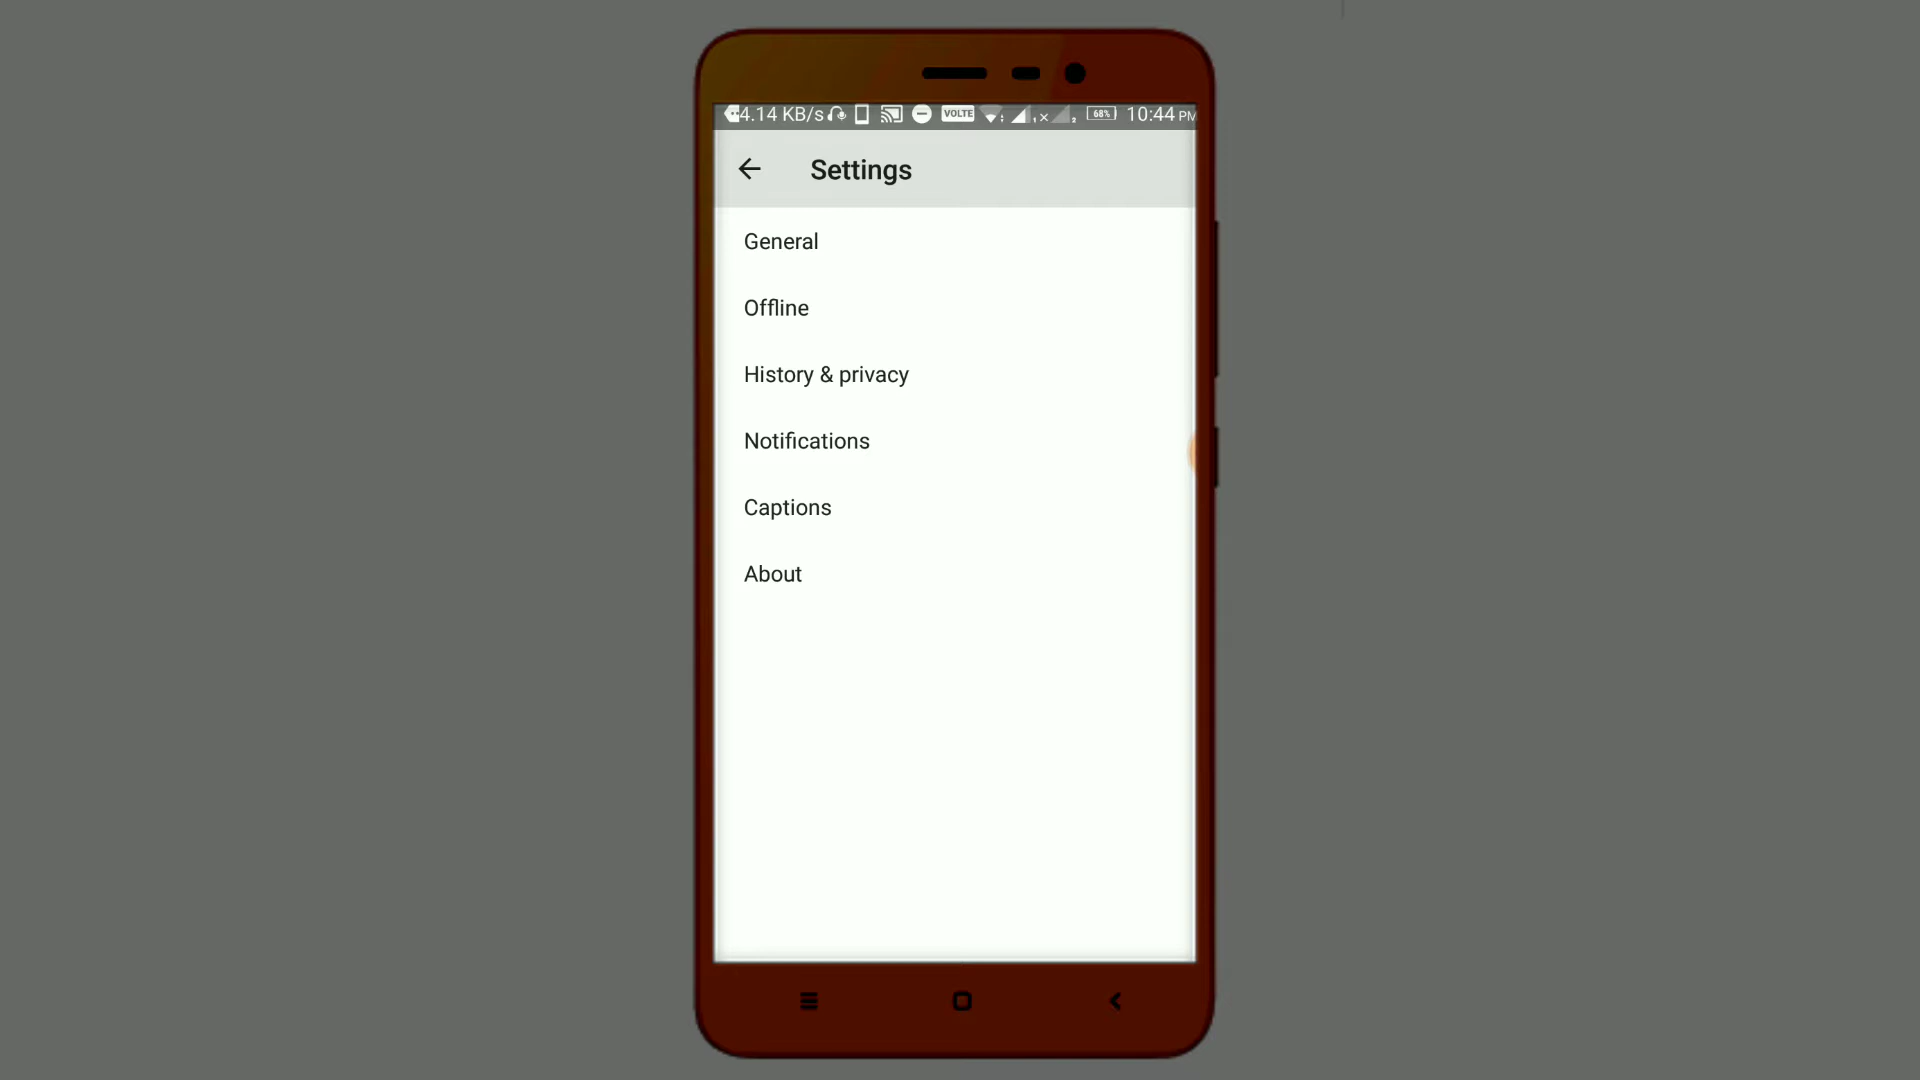 4.14 KB/s VOLTE 68% 10:44 PM
Settings
General
Offline
History & privacy
Notifications
Captions
About